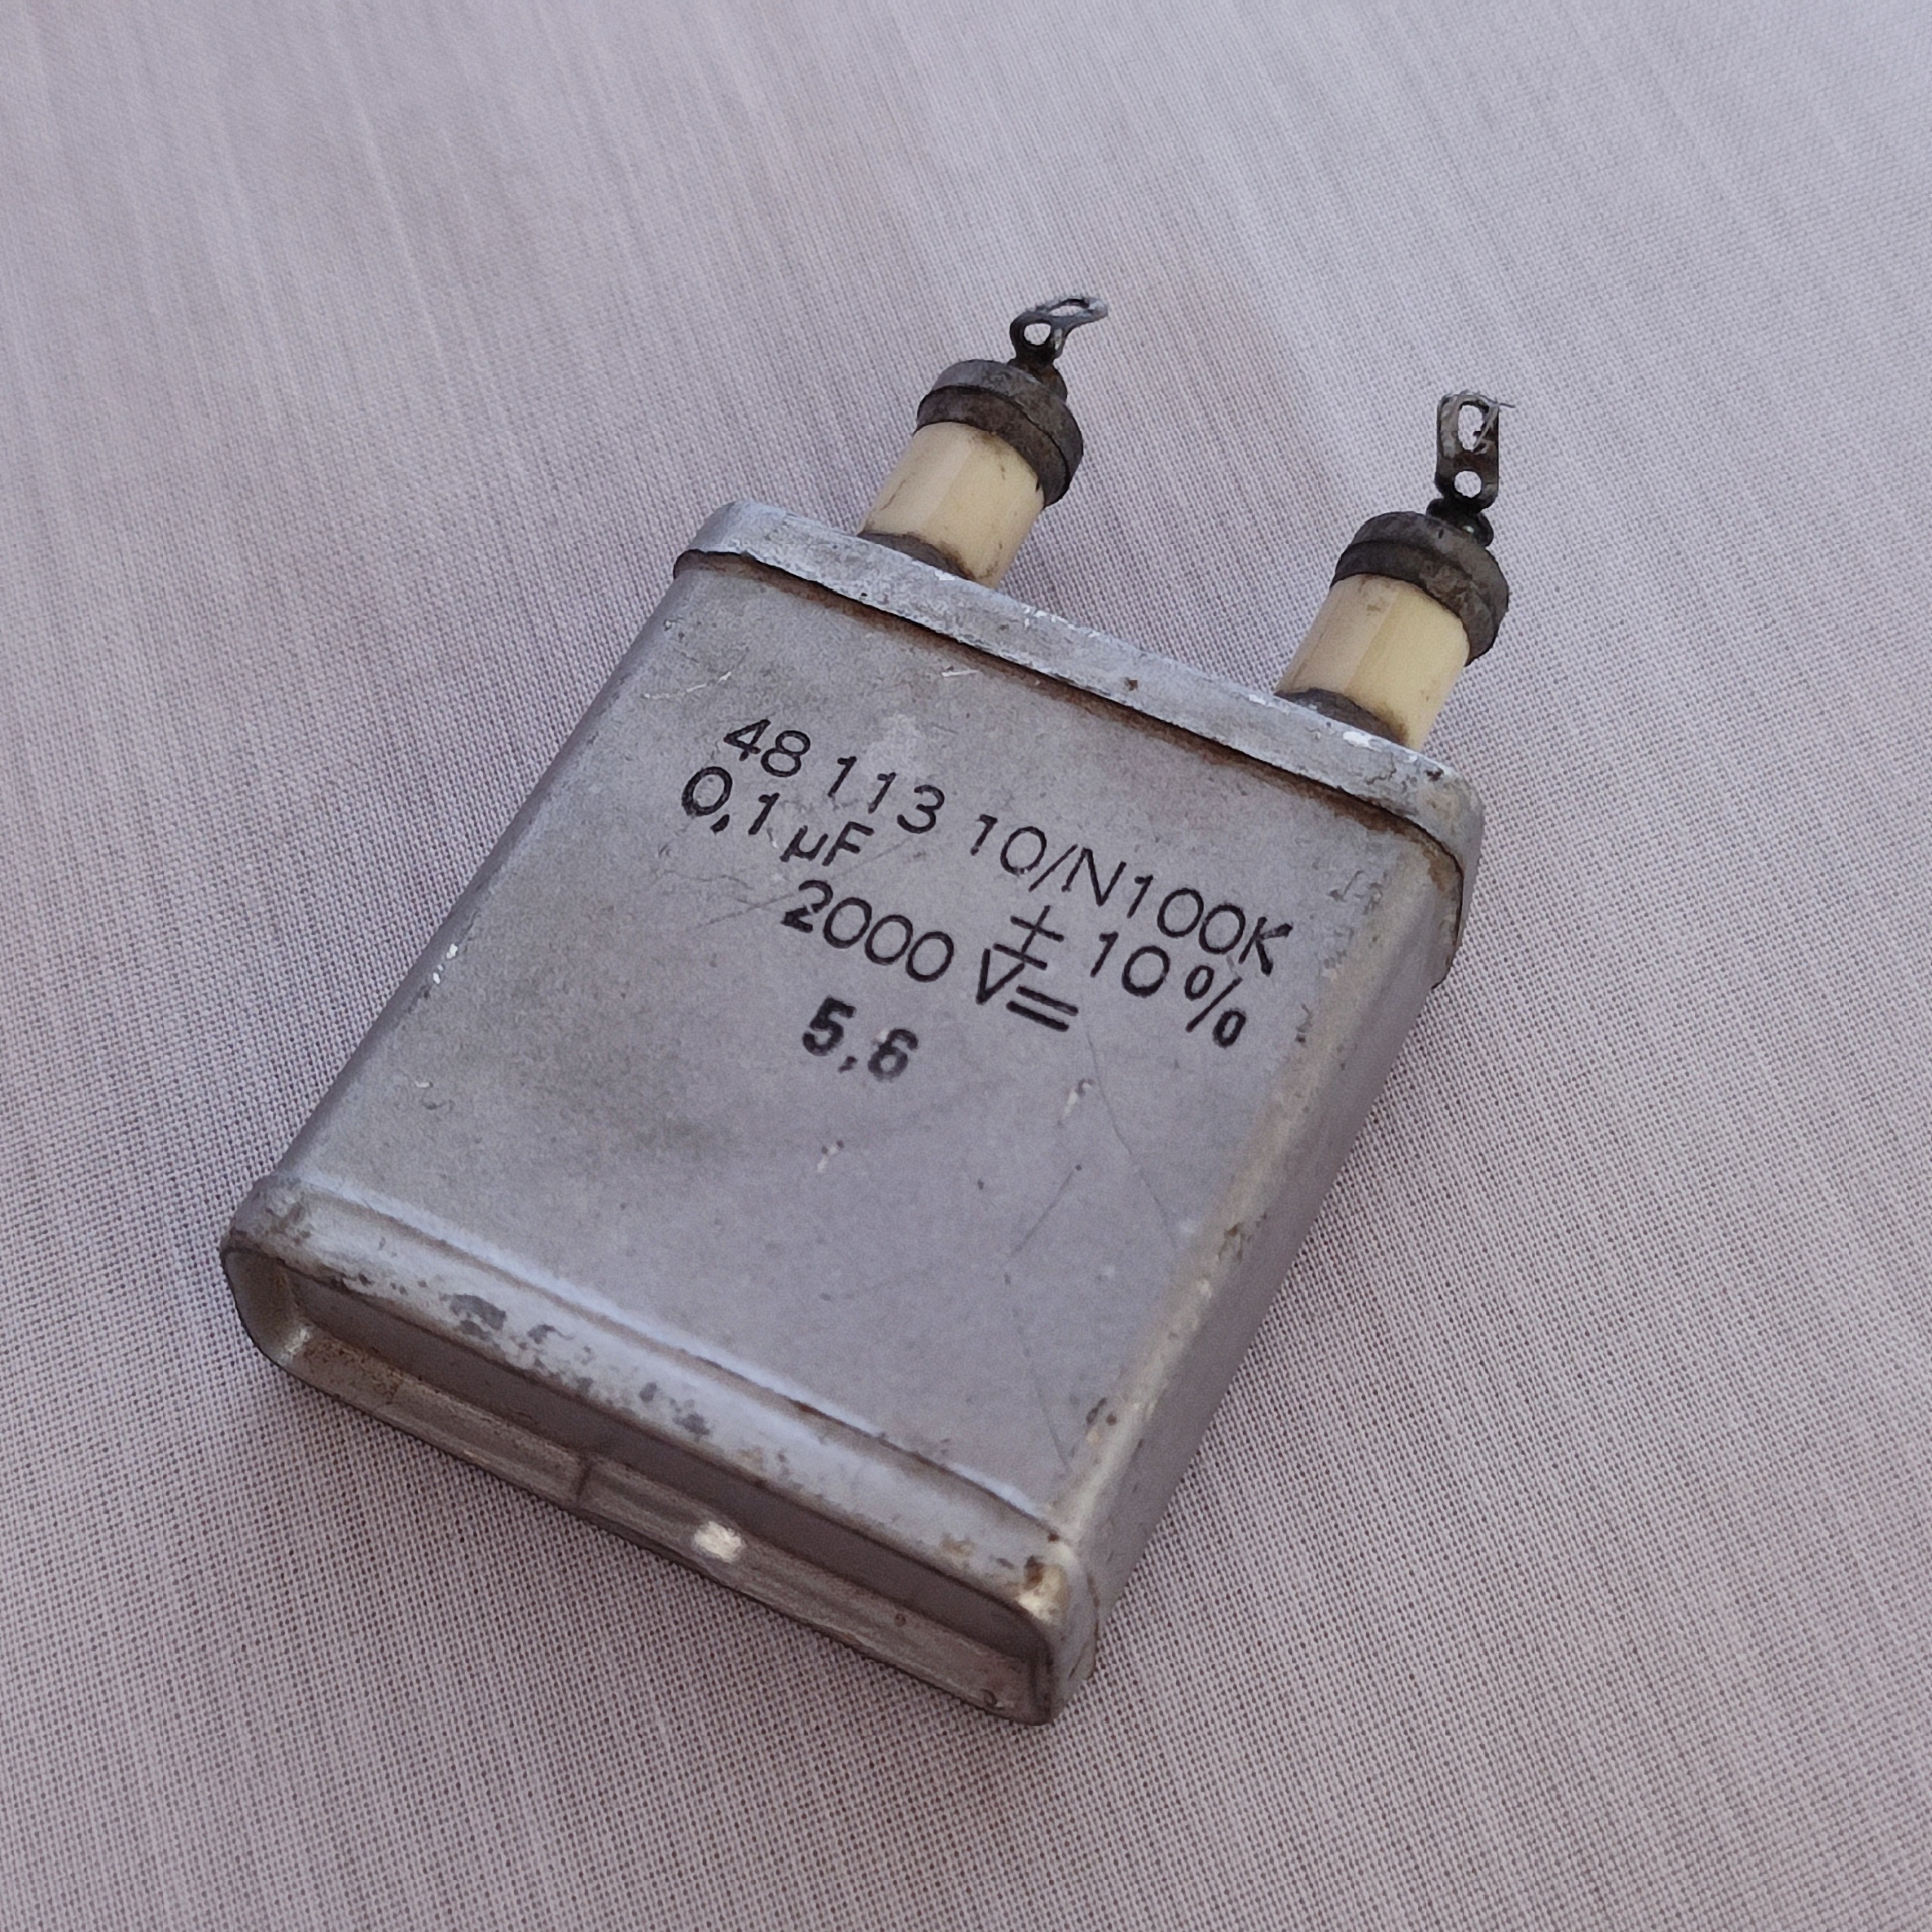 48 113 10/N100K
0,1 µF ± 10%
2000 V=
5,6